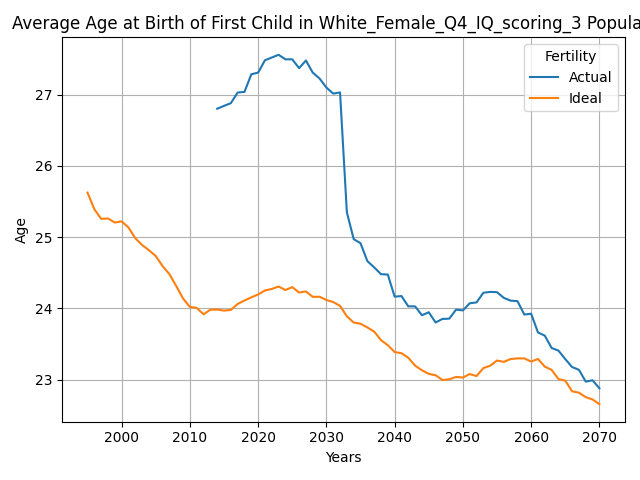 Average Age at Birth of First Child in White_Female_Q4_IQ_scoring_3 Popula
Fertility
Actual
Ideal
27
26
25
24
23
Age
2000 2010 2020 2030 2040 2050 2060 2070
Years